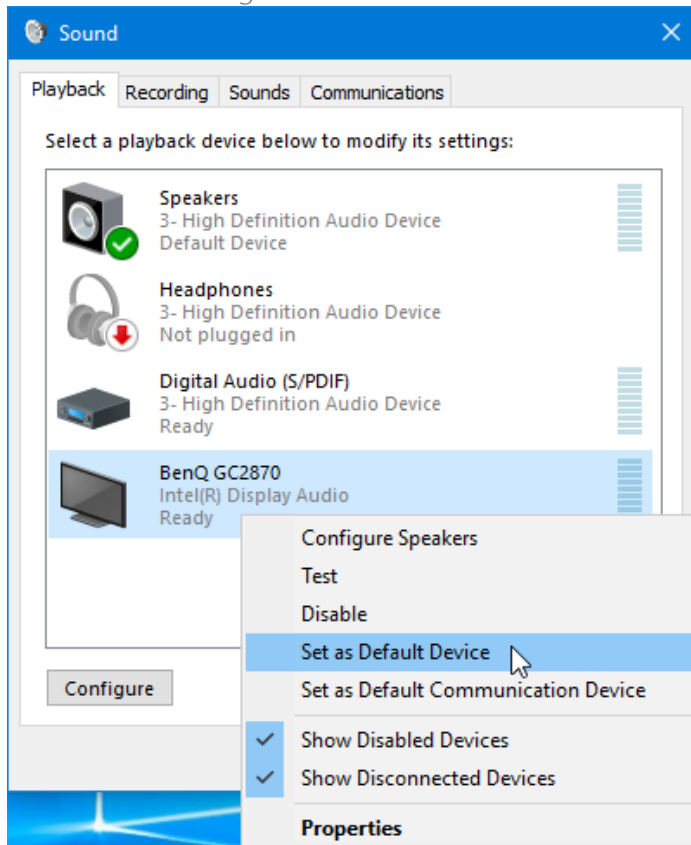 Sound
Playback Recording Sounds Communications
Select a playback device below to modify its settings:
Speakers
3- High Definition Audio Device
Default Device
Headphones
3- High Definition Audio Device
Not plugged in
Digital Audio (S/PDIF)
3- High Definition Audio Device
Ready
BenQ GC2870
Intel(R) Display Audio
Ready
Configure Speakers
Test
Disable
Set as Default Device
Set as Default Communication Device
Show Disabled Devices
Show Disconnected Devices
Properties
Configure